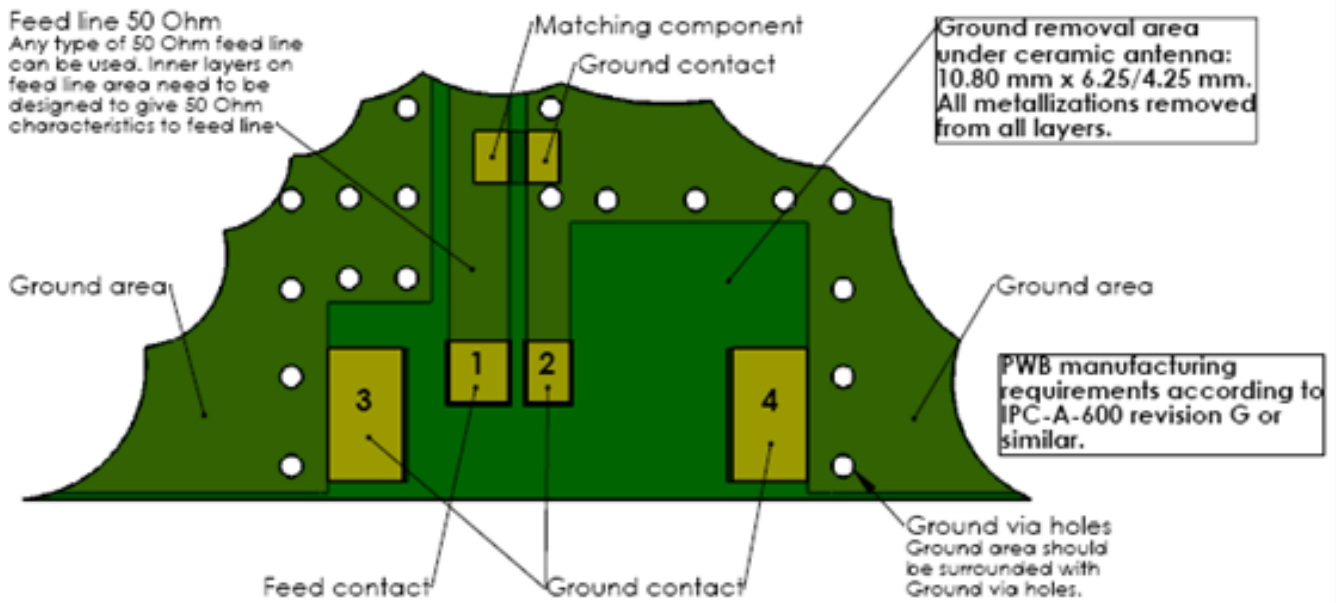 Feed line 50 Ohm
Any type of 50 Ohm feed line
can be used. Inner layers on
feed line area need to be
designed to give 50 Ohm
characteristics to feed line
Matching component
Ground contact
Ground removal area
under ceramic antenna:
10.80 mm x 6.25/4.25 mm.
All metallizations removed
from all layers.
Ground area
Ground area
1
2
3
4
PWB manufacturing
requirements according to
IPC-A-600 revision G or
similar.
Ground via holes
Ground area should
be surrounded with
Ground via holes.
Feed contact
Ground contact